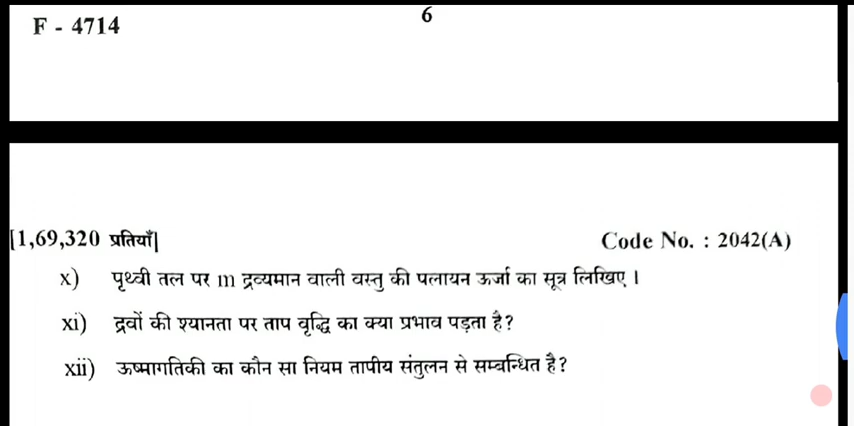 6
F - 4714
[1,69,320 प्रतियाँ]
Code No. : 2042(A)
x) पृथ्वी तल पर m द्रव्यमान वाली वस्तु की पलायन ऊर्जा का सूत्र लिखिए ।
xi) द्रवों की श्यानता पर ताप वृद्धि का क्या प्रभाव पड़ता है?
xii) ऊष्मागतिकी का कौन सा नियम तापीय संतुलन से सम्बन्धित है?